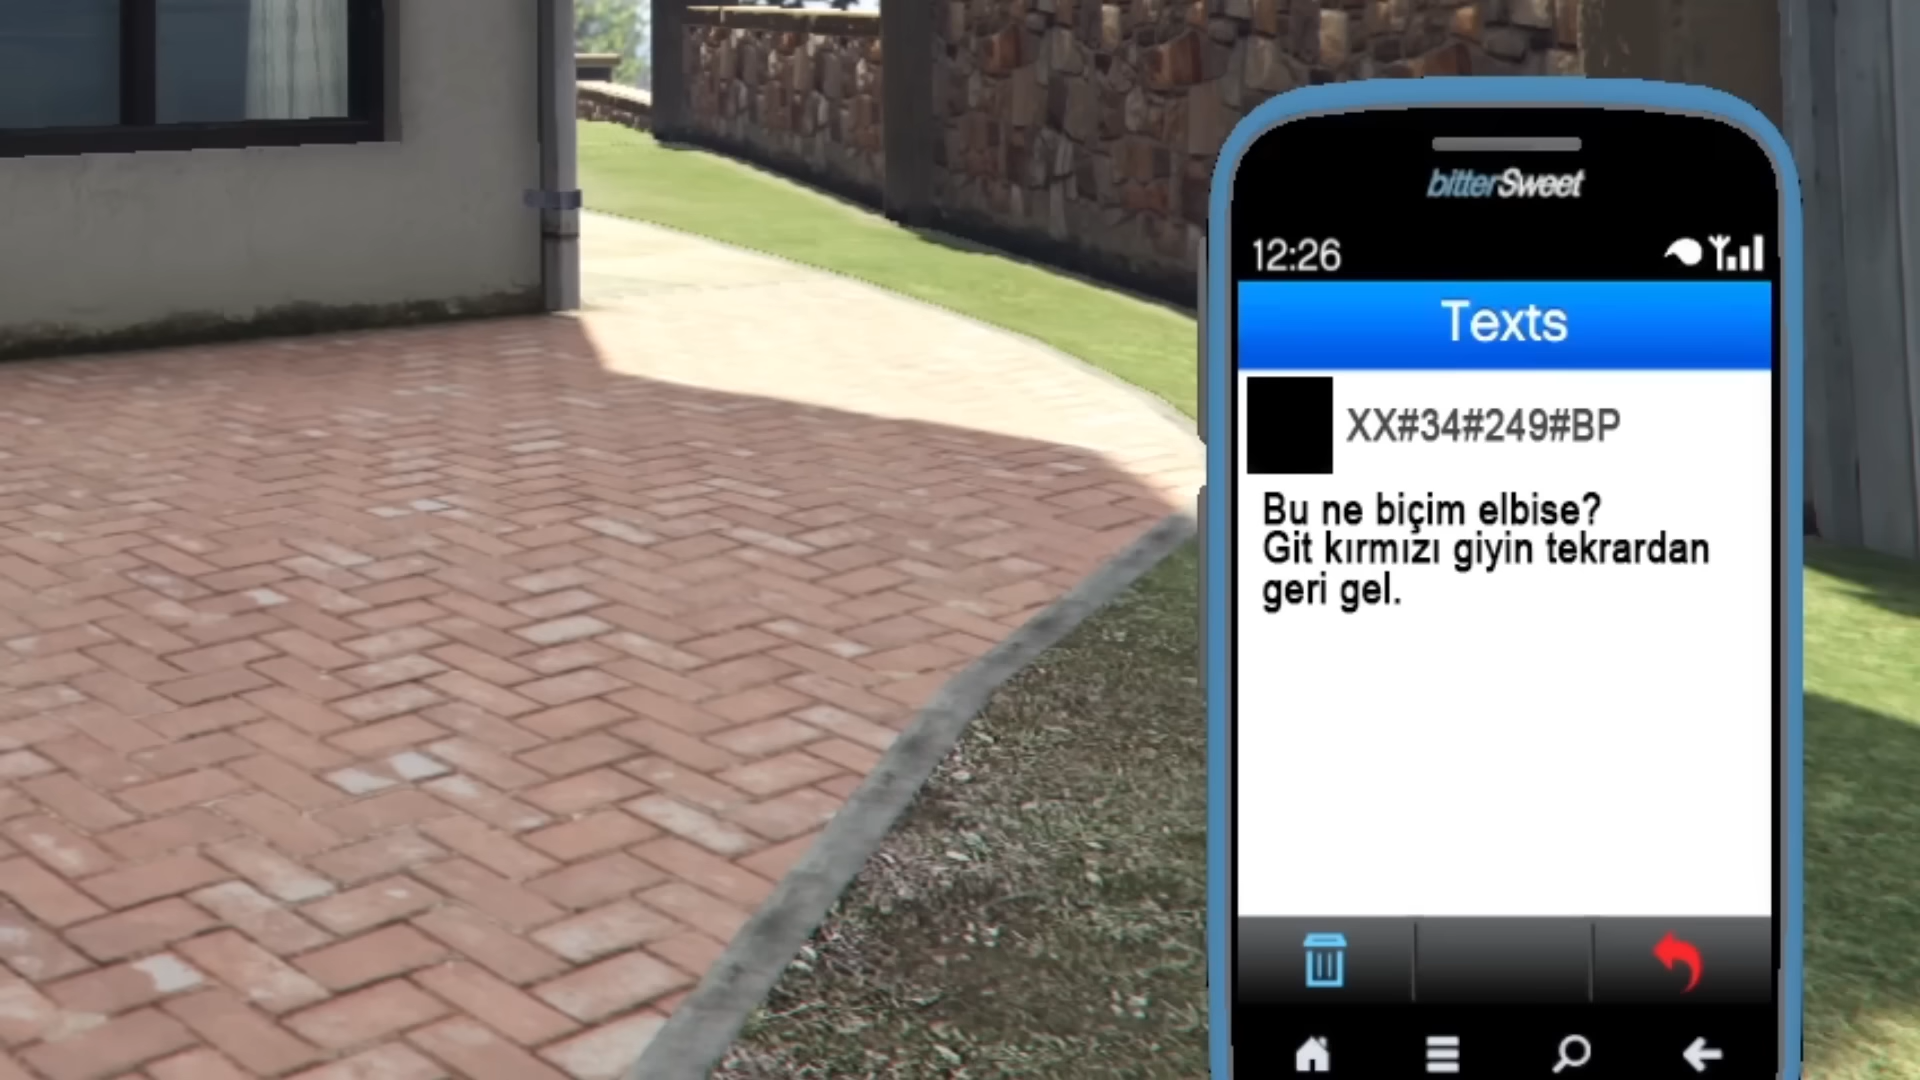 bitterSweet
12:26
Texts
XX#34#249#BP
Bu ne biçim elbise?
Git kırmızı giyin tekrardan
geri gel.